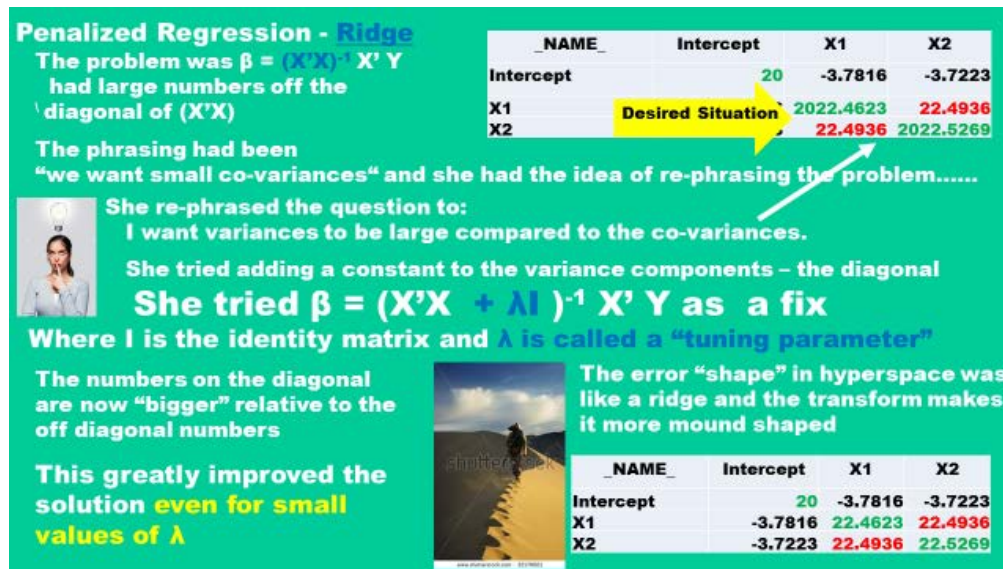 Penalized Regression - Ridge
The problem was β = (X'X)⁻¹ X' Y
had large numbers off the
\ diagonal of (X'X)
_NAME_ Intercept X1 X2
Intercept 20 -3.7816 -3.7223
X1 2022.4623 22.4936
X2 22.4936 2022.5269
Desired Situation
The phrasing had been
“we want small co-variances“ and she had the idea of re-phrasing the problem......
She re-phrased the question to:
I want variances to be large compared to the co-variances.
She tried adding a constant to the variance components – the diagonal
She tried β = (X'X + λI )⁻¹ X' Y as a fix
Where I is the identity matrix and λ is called a “tuning parameter”
The numbers on the diagonal
are now “bigger” relative to the
off diagonal numbers
This greatly improved the
solution even for small
values of λ
shutterstock
The error “shape” in hyperspace was
like a ridge and the transform makes
it more mound shaped
_NAME_ Intercept X1 X2
Intercept 20 -3.7816 -3.7223
X1 -3.7816 22.4623 22.4936
X2 -3.7223 22.4936 22.5269